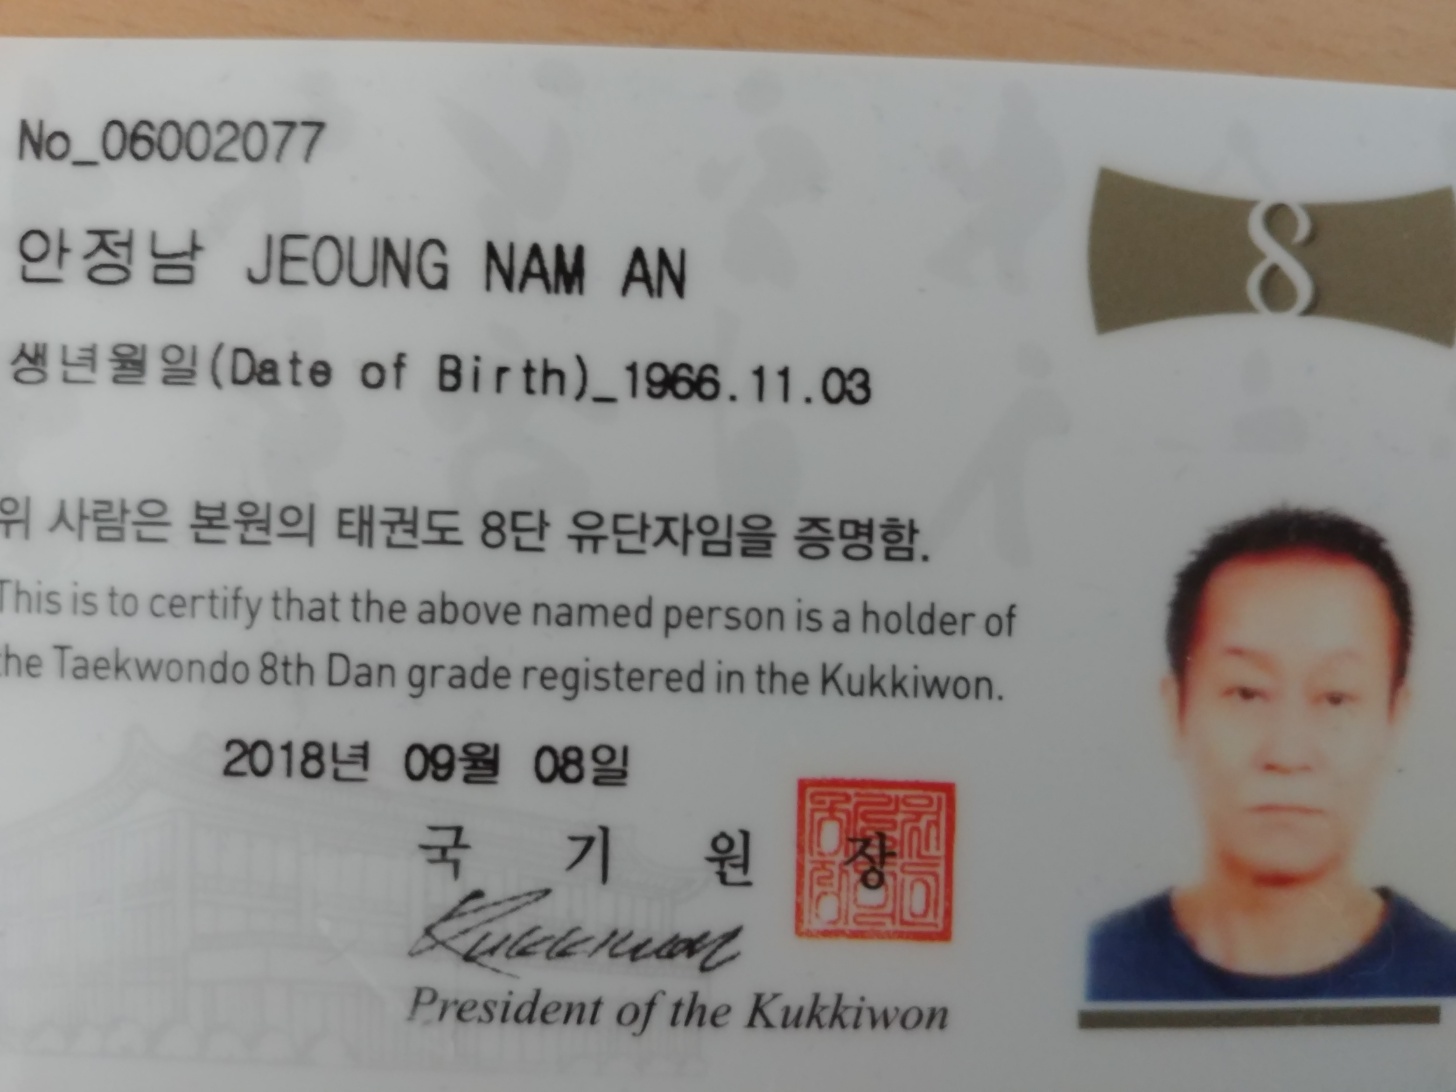 No_06002077
8
안정남 JEOUNG NAM AN
생년월일(Date of Birth)_1966.11.03
위 사람은 본원의 태권도 8단 유단자임을 증명함.
This is to certify that the above named person is a holder of
the Taekwondo 8th Dan grade registered in the Kukkiwon.
2018년 09월 08일
국 기 원 장
Kukkiwon
President of the Kukkiwon